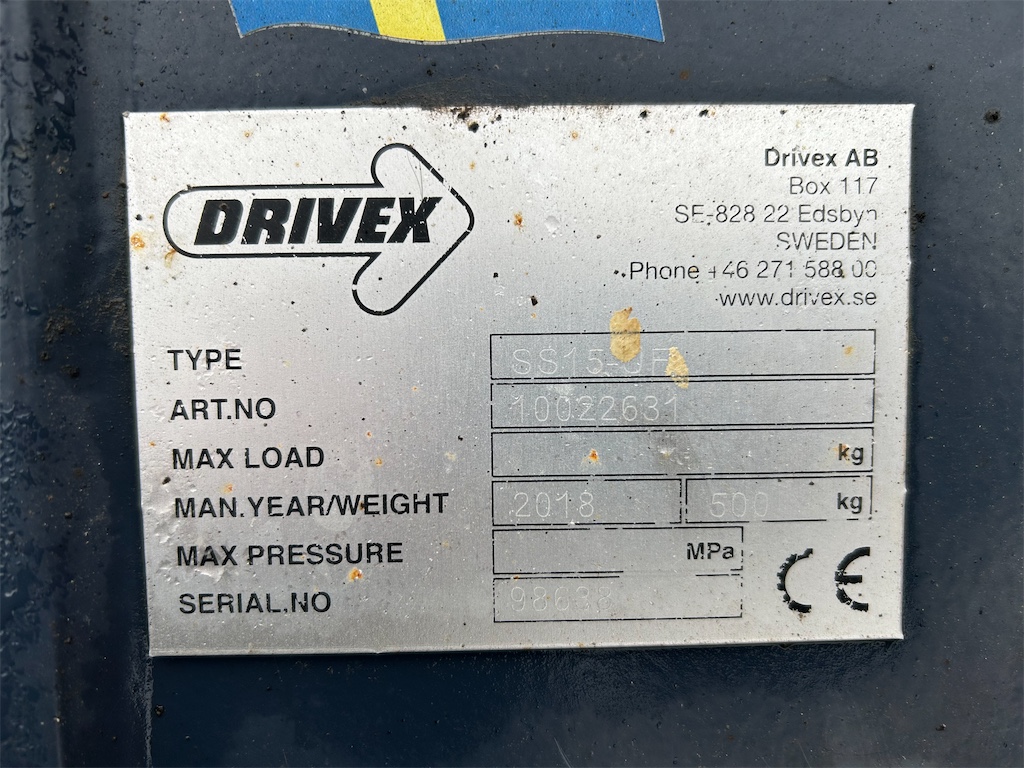 DRIVEX
Drivex AB
Box 117
SE-828 22 Edsbyn
SWEDEN
Phone +46 271 588 00
www.drivex.se
TYPE
ART.NO 10022631
MAX LOAD kg
MAN.YEAR/WEIGHT 2018 500 kg
MAX PRESSURE MPa
SERIAL.NO
CE